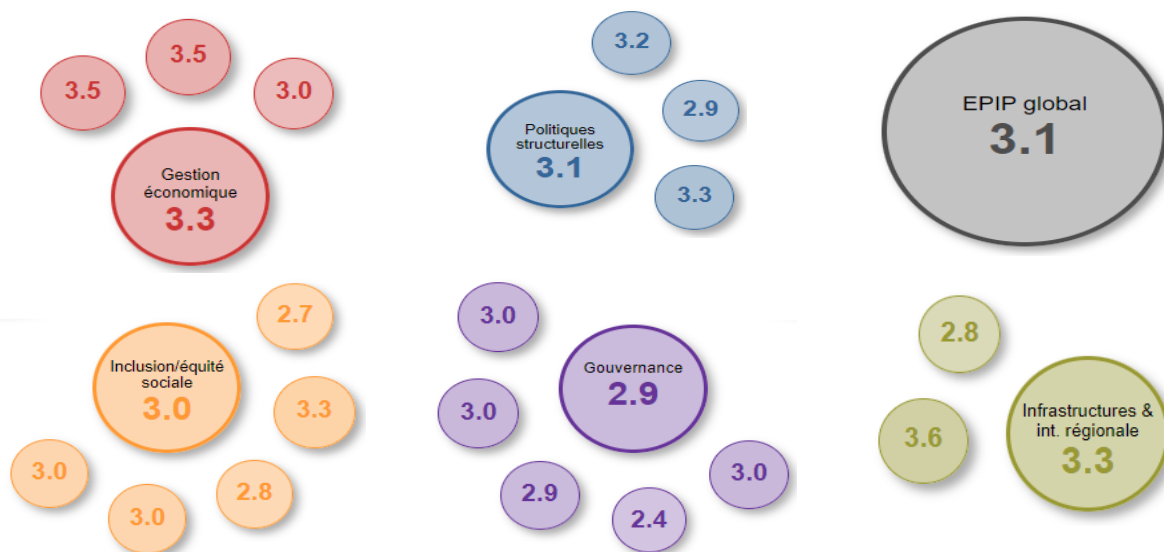 3.5
3.5
3.0
Gestion
économique
3.3
3.2
2.9
3.3
Politiques
structurelles
3.1
EPIP global
3.1
2.7
3.3
2.8
3.0
3.0
Inclusion/équité
sociale
3.0
3.0
3.0
2.9
2.4
3.0
Gouvernance
2.9
2.8
3.6
Infrastructures &
int. régionale
3.3